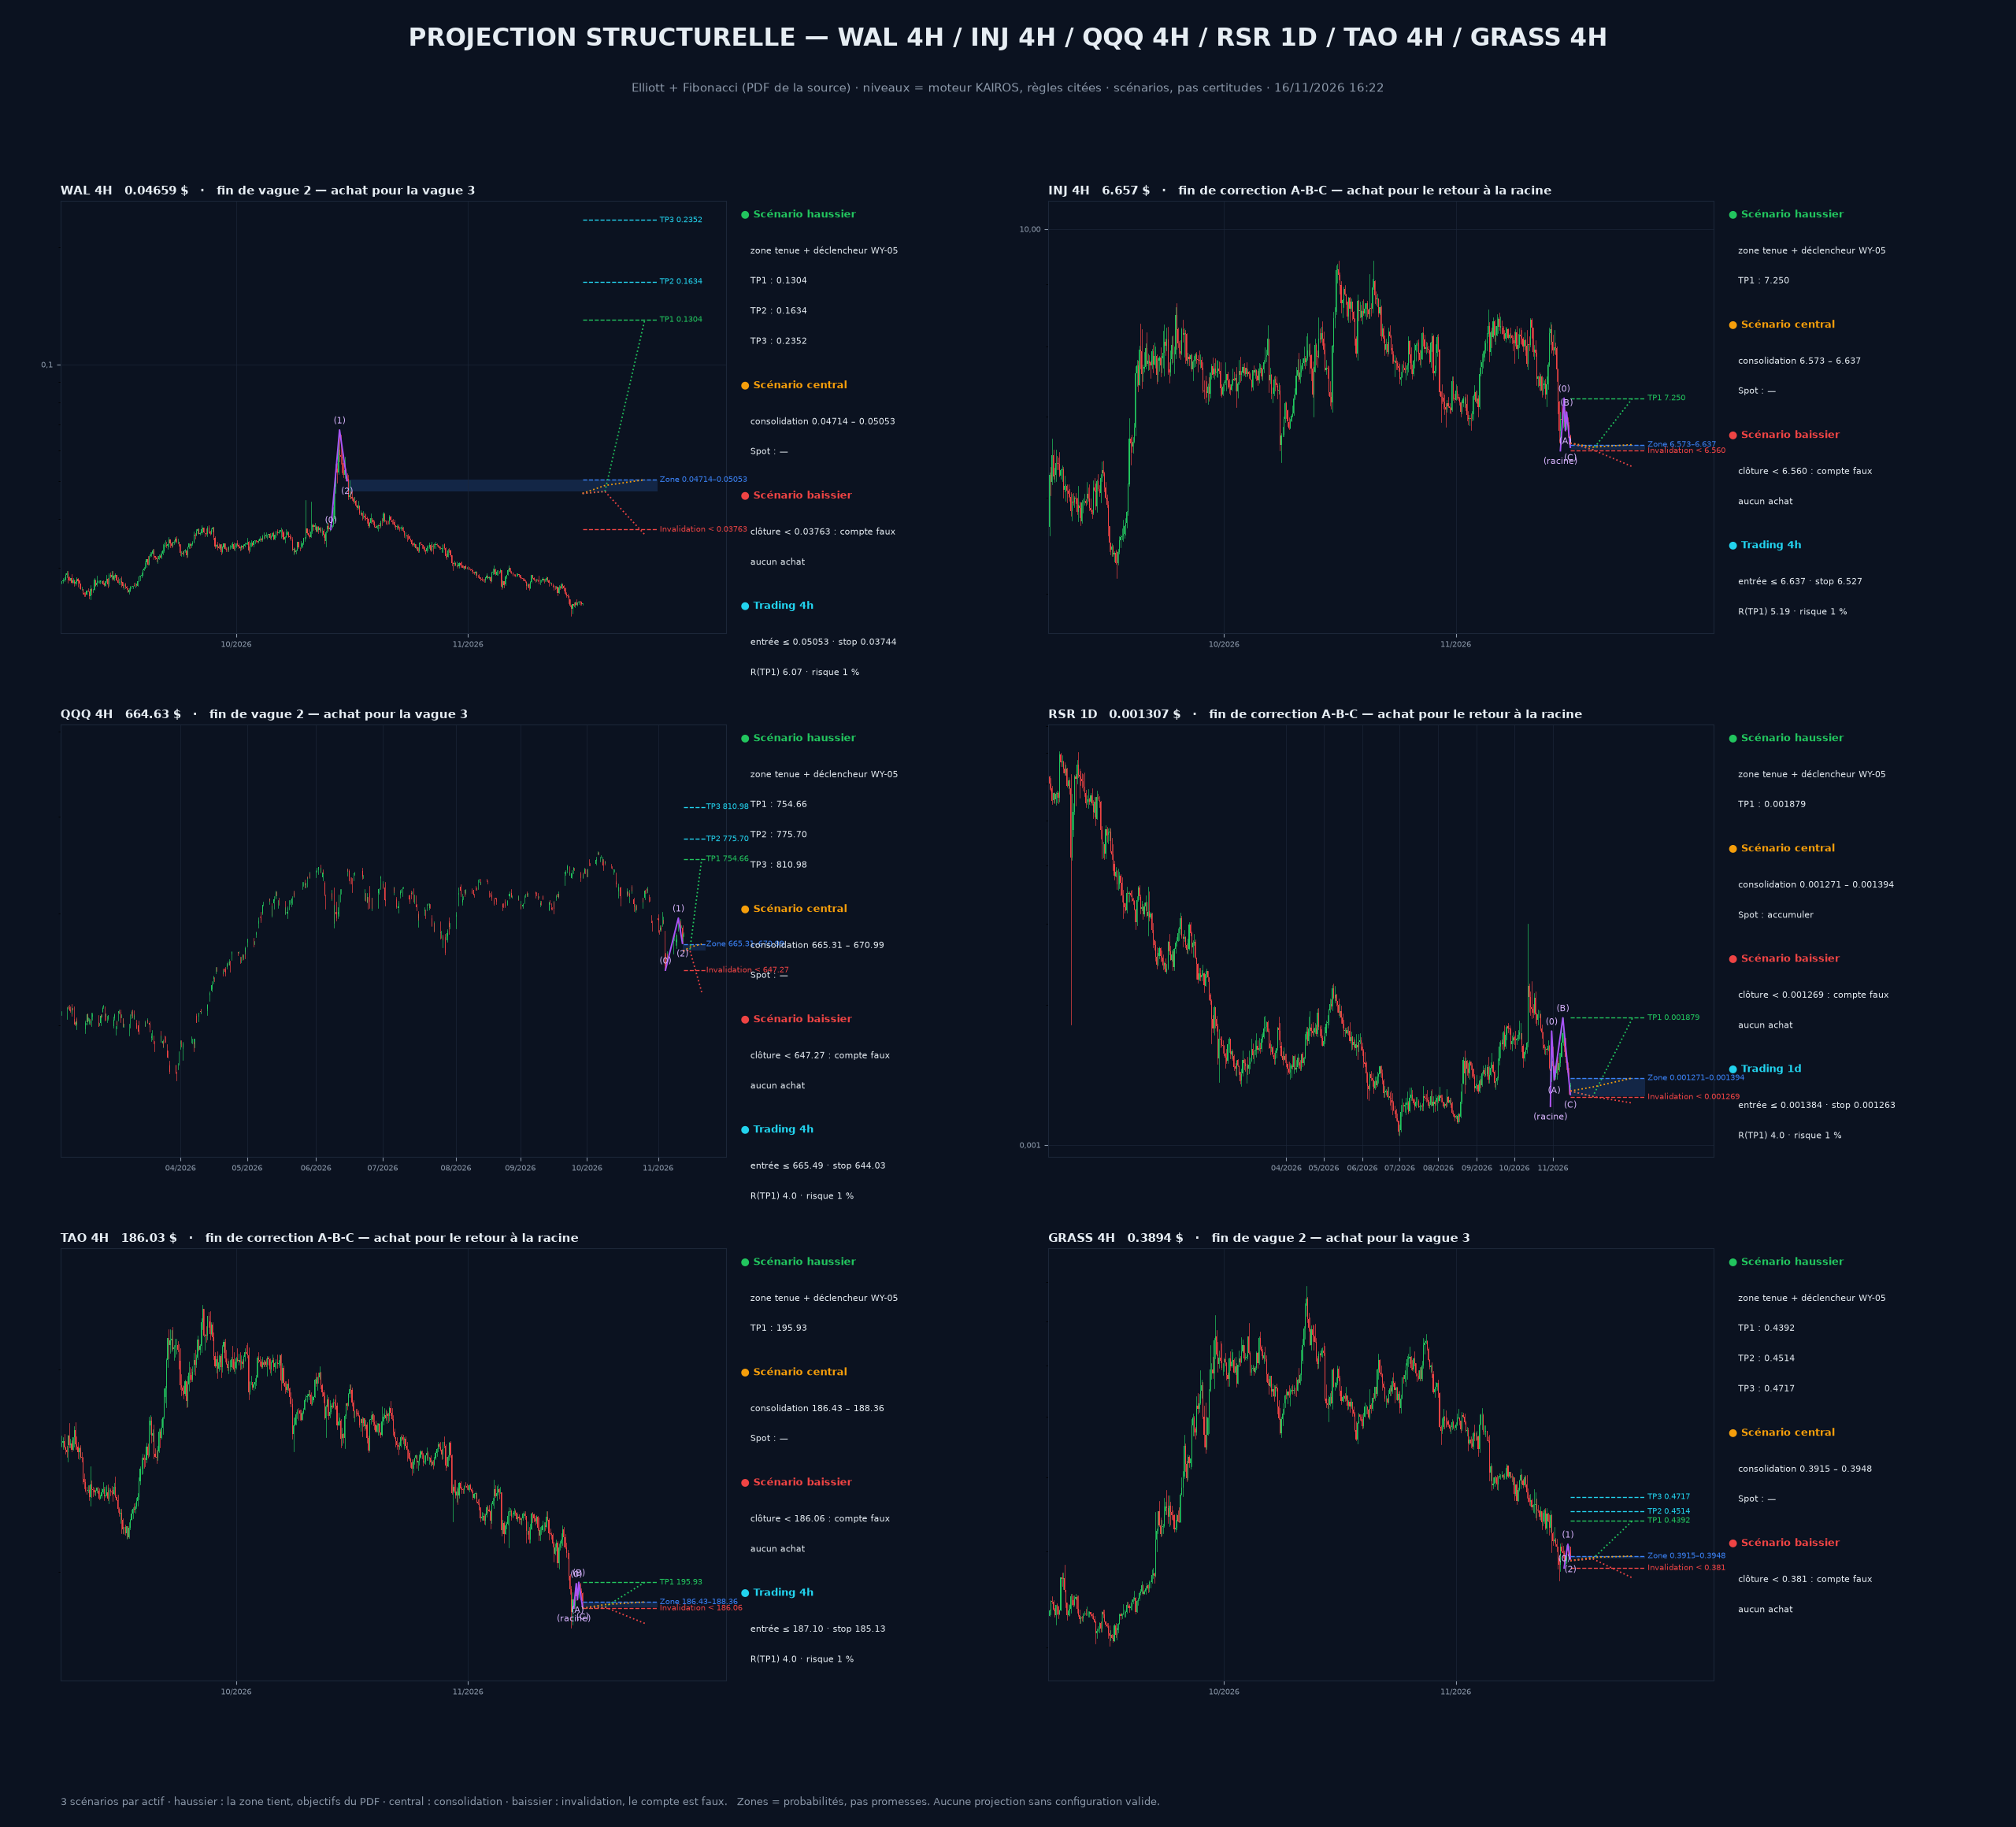 PROJECTION STRUCTURELLE — WAL 4H / INJ 4H / QQQ 4H / RSR 1D / TAO 4H / GRASS 4H
Elliott + Fibonacci (PDF de la source) · niveaux = moteur KAIROS, règles citées · scénarios, pas certitudes · 16/11/2026 16:22
WAL 4H 0.04659 $ · fin de vague 2 — achat pour la vague 3
TP3 0.2352
TP2 0.1634
TP1 0.1304
0,1
(1)
(2)
(0)
Zone 0.04714–0.05053
Invalidation < 0.03763
10/2026
11/2026
● Scénario haussier
zone tenue + déclencheur WY-05
TP1 : 0.1304
TP2 : 0.1634
TP3 : 0.2352
● Scénario central
consolidation 0.04714 – 0.05053
Spot : —
● Scénario baissier
clôture < 0.03763 : compte faux
aucun achat
● Trading 4h
entrée ≤ 0.05053 · stop 0.03744
R(TP1) 6.07 · risque 1 %
INJ 4H 6.657 $ · fin de correction A-B-C — achat pour le retour à la racine
10,00
(0)
(B)
(A)
(C)
(racine)
TP1 7.250
Zone 6.573–6.637
Invalidation < 6.560
10/2026
11/2026
● Scénario haussier
zone tenue + déclencheur WY-05
TP1 : 7.250
● Scénario central
consolidation 6.573 – 6.637
Spot : —
● Scénario baissier
clôture < 6.560 : compte faux
aucun achat
● Trading 4h
entrée ≤ 6.637 · stop 6.527
R(TP1) 5.19 · risque 1 %
QQQ 4H 664.63 $ · fin de vague 2 — achat pour la vague 3
TP3 810.98
TP2 775.70
TP1 754.66
(1)
(2)
(0)
Zone 665.31–670.99
Invalidation < 647.27
04/2026
05/2026
06/2026
07/2026
08/2026
09/2026
10/2026
11/2026
● Scénario haussier
zone tenue + déclencheur WY-05
TP1 : 754.66
TP2 : 775.70
TP3 : 810.98
● Scénario central
consolidation 665.31 – 670.99
Spot : —
● Scénario baissier
clôture < 647.27 : compte faux
aucun achat
● Trading 4h
entrée ≤ 665.49 · stop 644.03
R(TP1) 4.0 · risque 1 %
RSR 1D 0.001307 $ · fin de correction A-B-C — achat pour le retour à la racine
0,001
(0)
(B)
(A)
(C)
(racine)
TP1 0.001879
Zone 0.001271–0.001394
Invalidation < 0.001269
04/2026
05/2026
06/2026
07/2026
08/2026
09/2026
10/2026
11/2026
● Scénario haussier
zone tenue + déclencheur WY-05
TP1 : 0.001879
● Scénario central
consolidation 0.001271 – 0.001394
Spot : accumuler
● Scénario baissier
clôture < 0.001269 : compte faux
aucun achat
● Trading 1d
entrée ≤ 0.001384 · stop 0.001263
R(TP1) 4.0 · risque 1 %
TAO 4H 186.03 $ · fin de correction A-B-C — achat pour le retour à la racine
(B)
(0)
(A)
(C)
(racine)
TP1 195.93
Zone 186.43–188.36
Invalidation < 186.06
10/2026
11/2026
● Scénario haussier
zone tenue + déclencheur WY-05
TP1 : 195.93
● Scénario central
consolidation 186.43 – 188.36
Spot : —
● Scénario baissier
clôture < 186.06 : compte faux
aucun achat
● Trading 4h
entrée ≤ 187.10 · stop 185.13
R(TP1) 4.0 · risque 1 %
GRASS 4H 0.3894 $ · fin de vague 2 — achat pour la vague 3
TP3 0.4717
TP2 0.4514
TP1 0.4392
(1)
(0)
(2)
Zone 0.3915–0.3948
Invalidation < 0.381
10/2026
11/2026
● Scénario haussier
zone tenue + déclencheur WY-05
TP1 : 0.4392
TP2 : 0.4514
TP3 : 0.4717
● Scénario central
consolidation 0.3915 – 0.3948
Spot : —
● Scénario baissier
clôture < 0.381 : compte faux
aucun achat
3 scénarios par actif · haussier : la zone tient, objectifs du PDF · central : consolidation · baissier : invalidation, le compte est faux. Zones = probabilités, pas promesses. Aucune projection sans configuration valide.